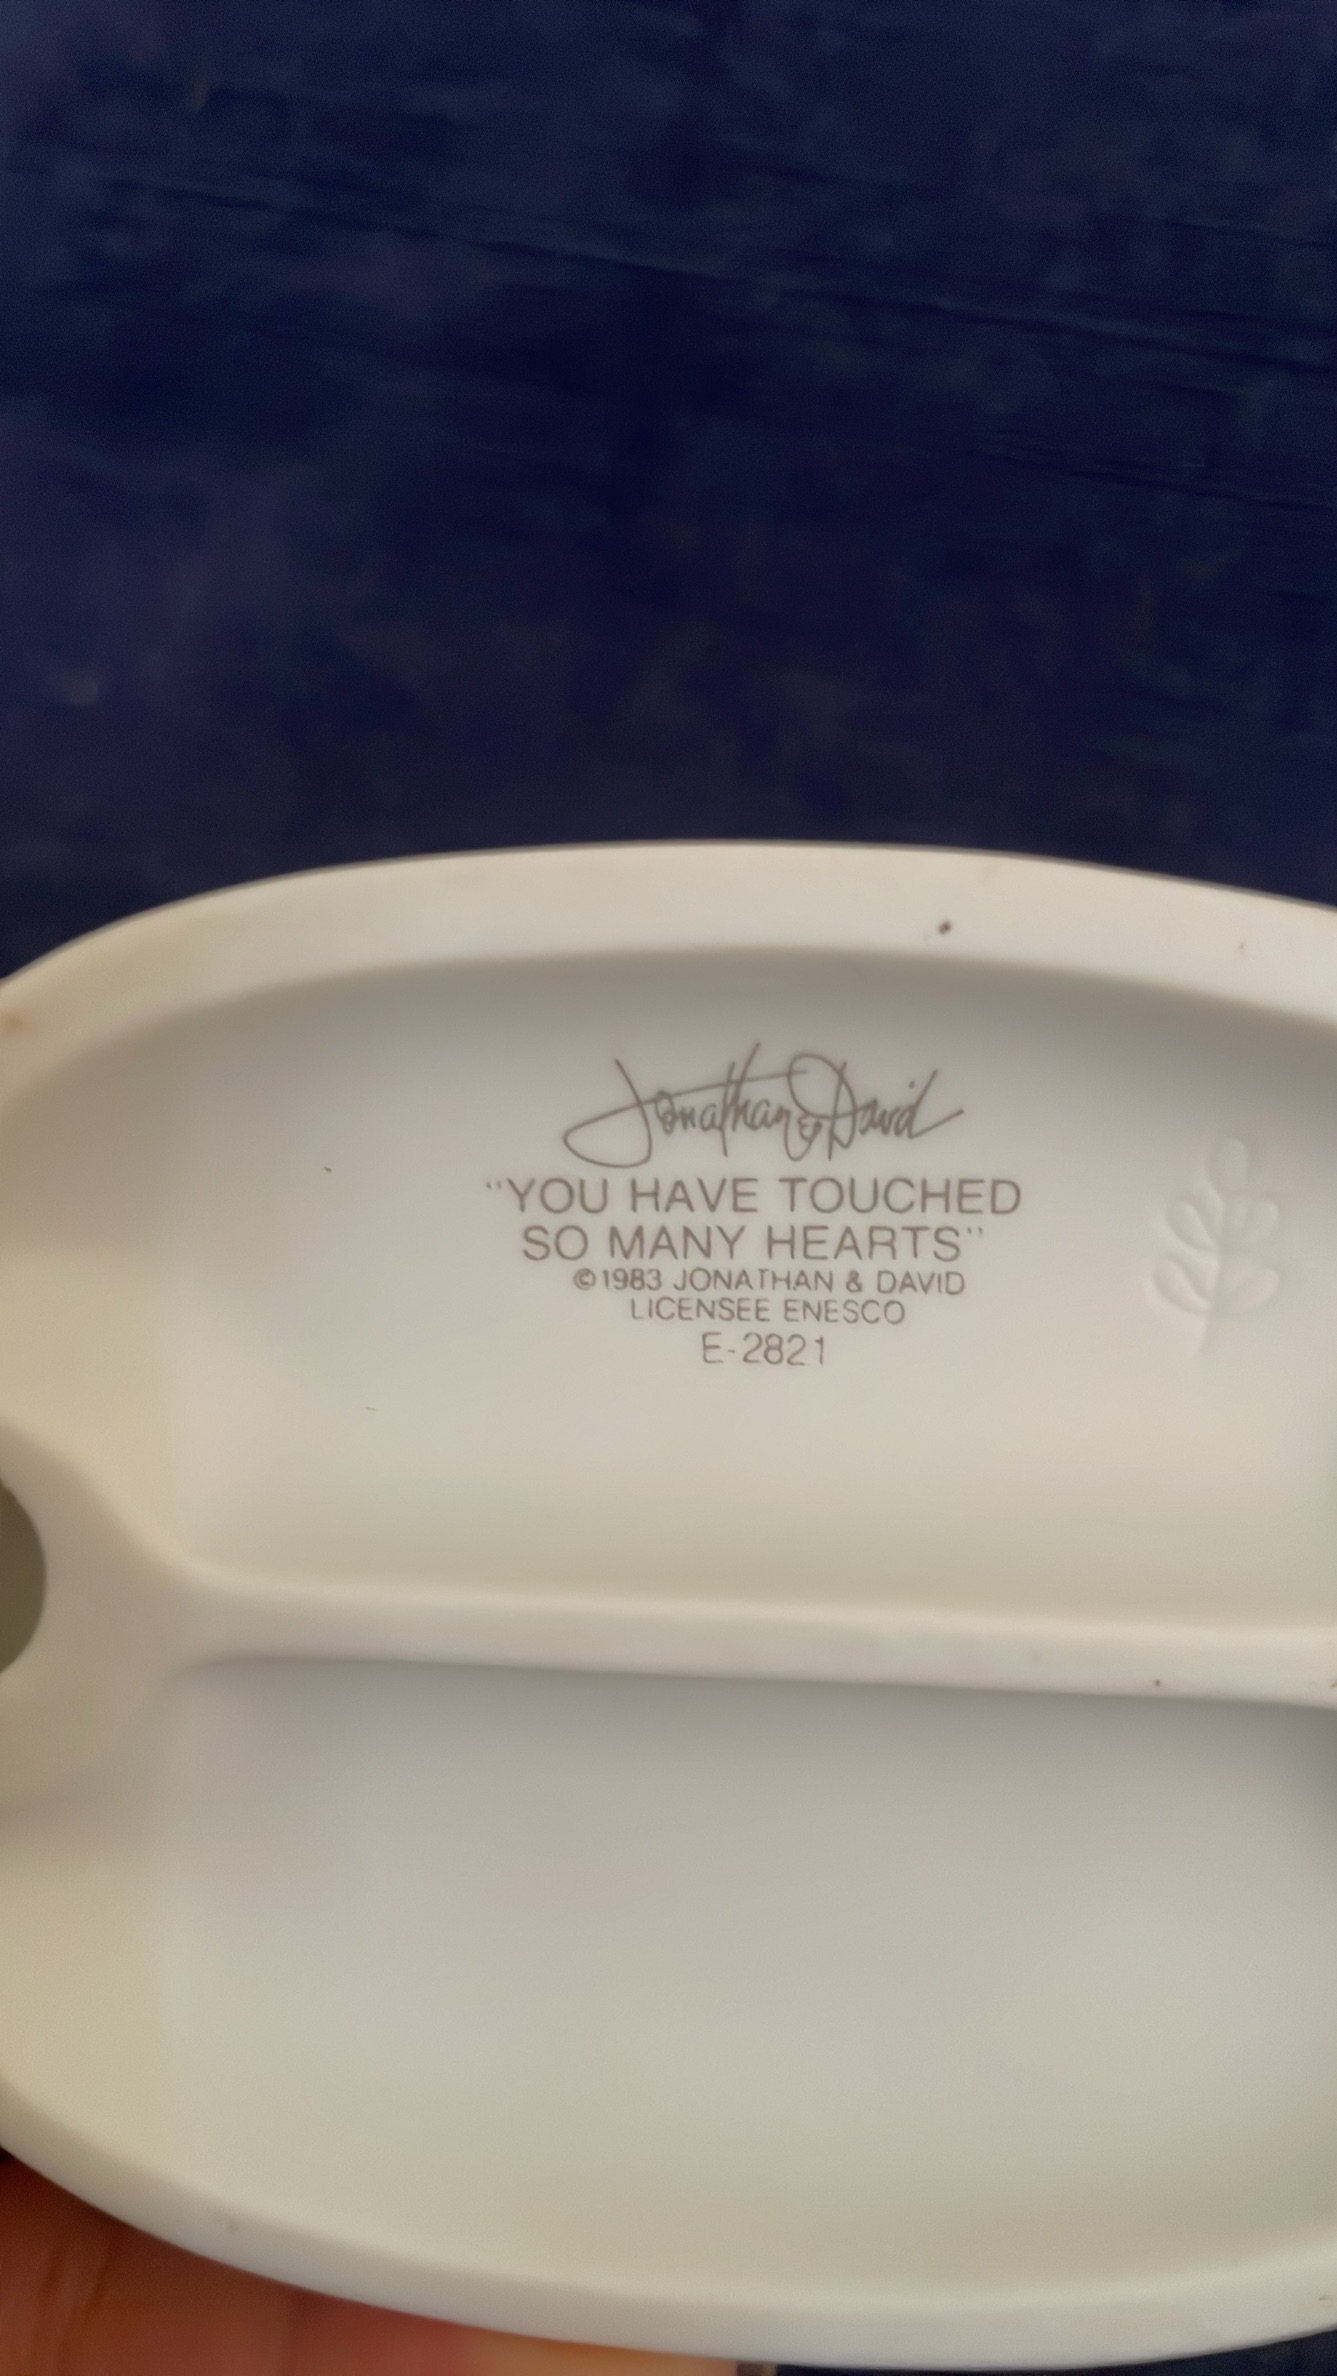 Jonathan & David
"YOU HAVE TOUCHED
SO MANY HEARTS"
©1983 JONATHAN & DAVID
LICENSEE ENESCO
E-2821